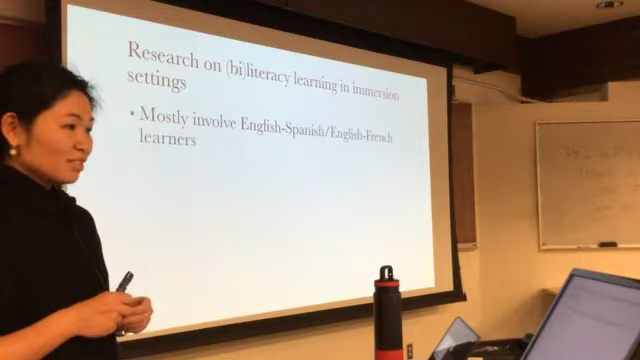 Research on (bi)literacy learning in immersion
settings
• Mostly involve English-Spanish/English-French
learners